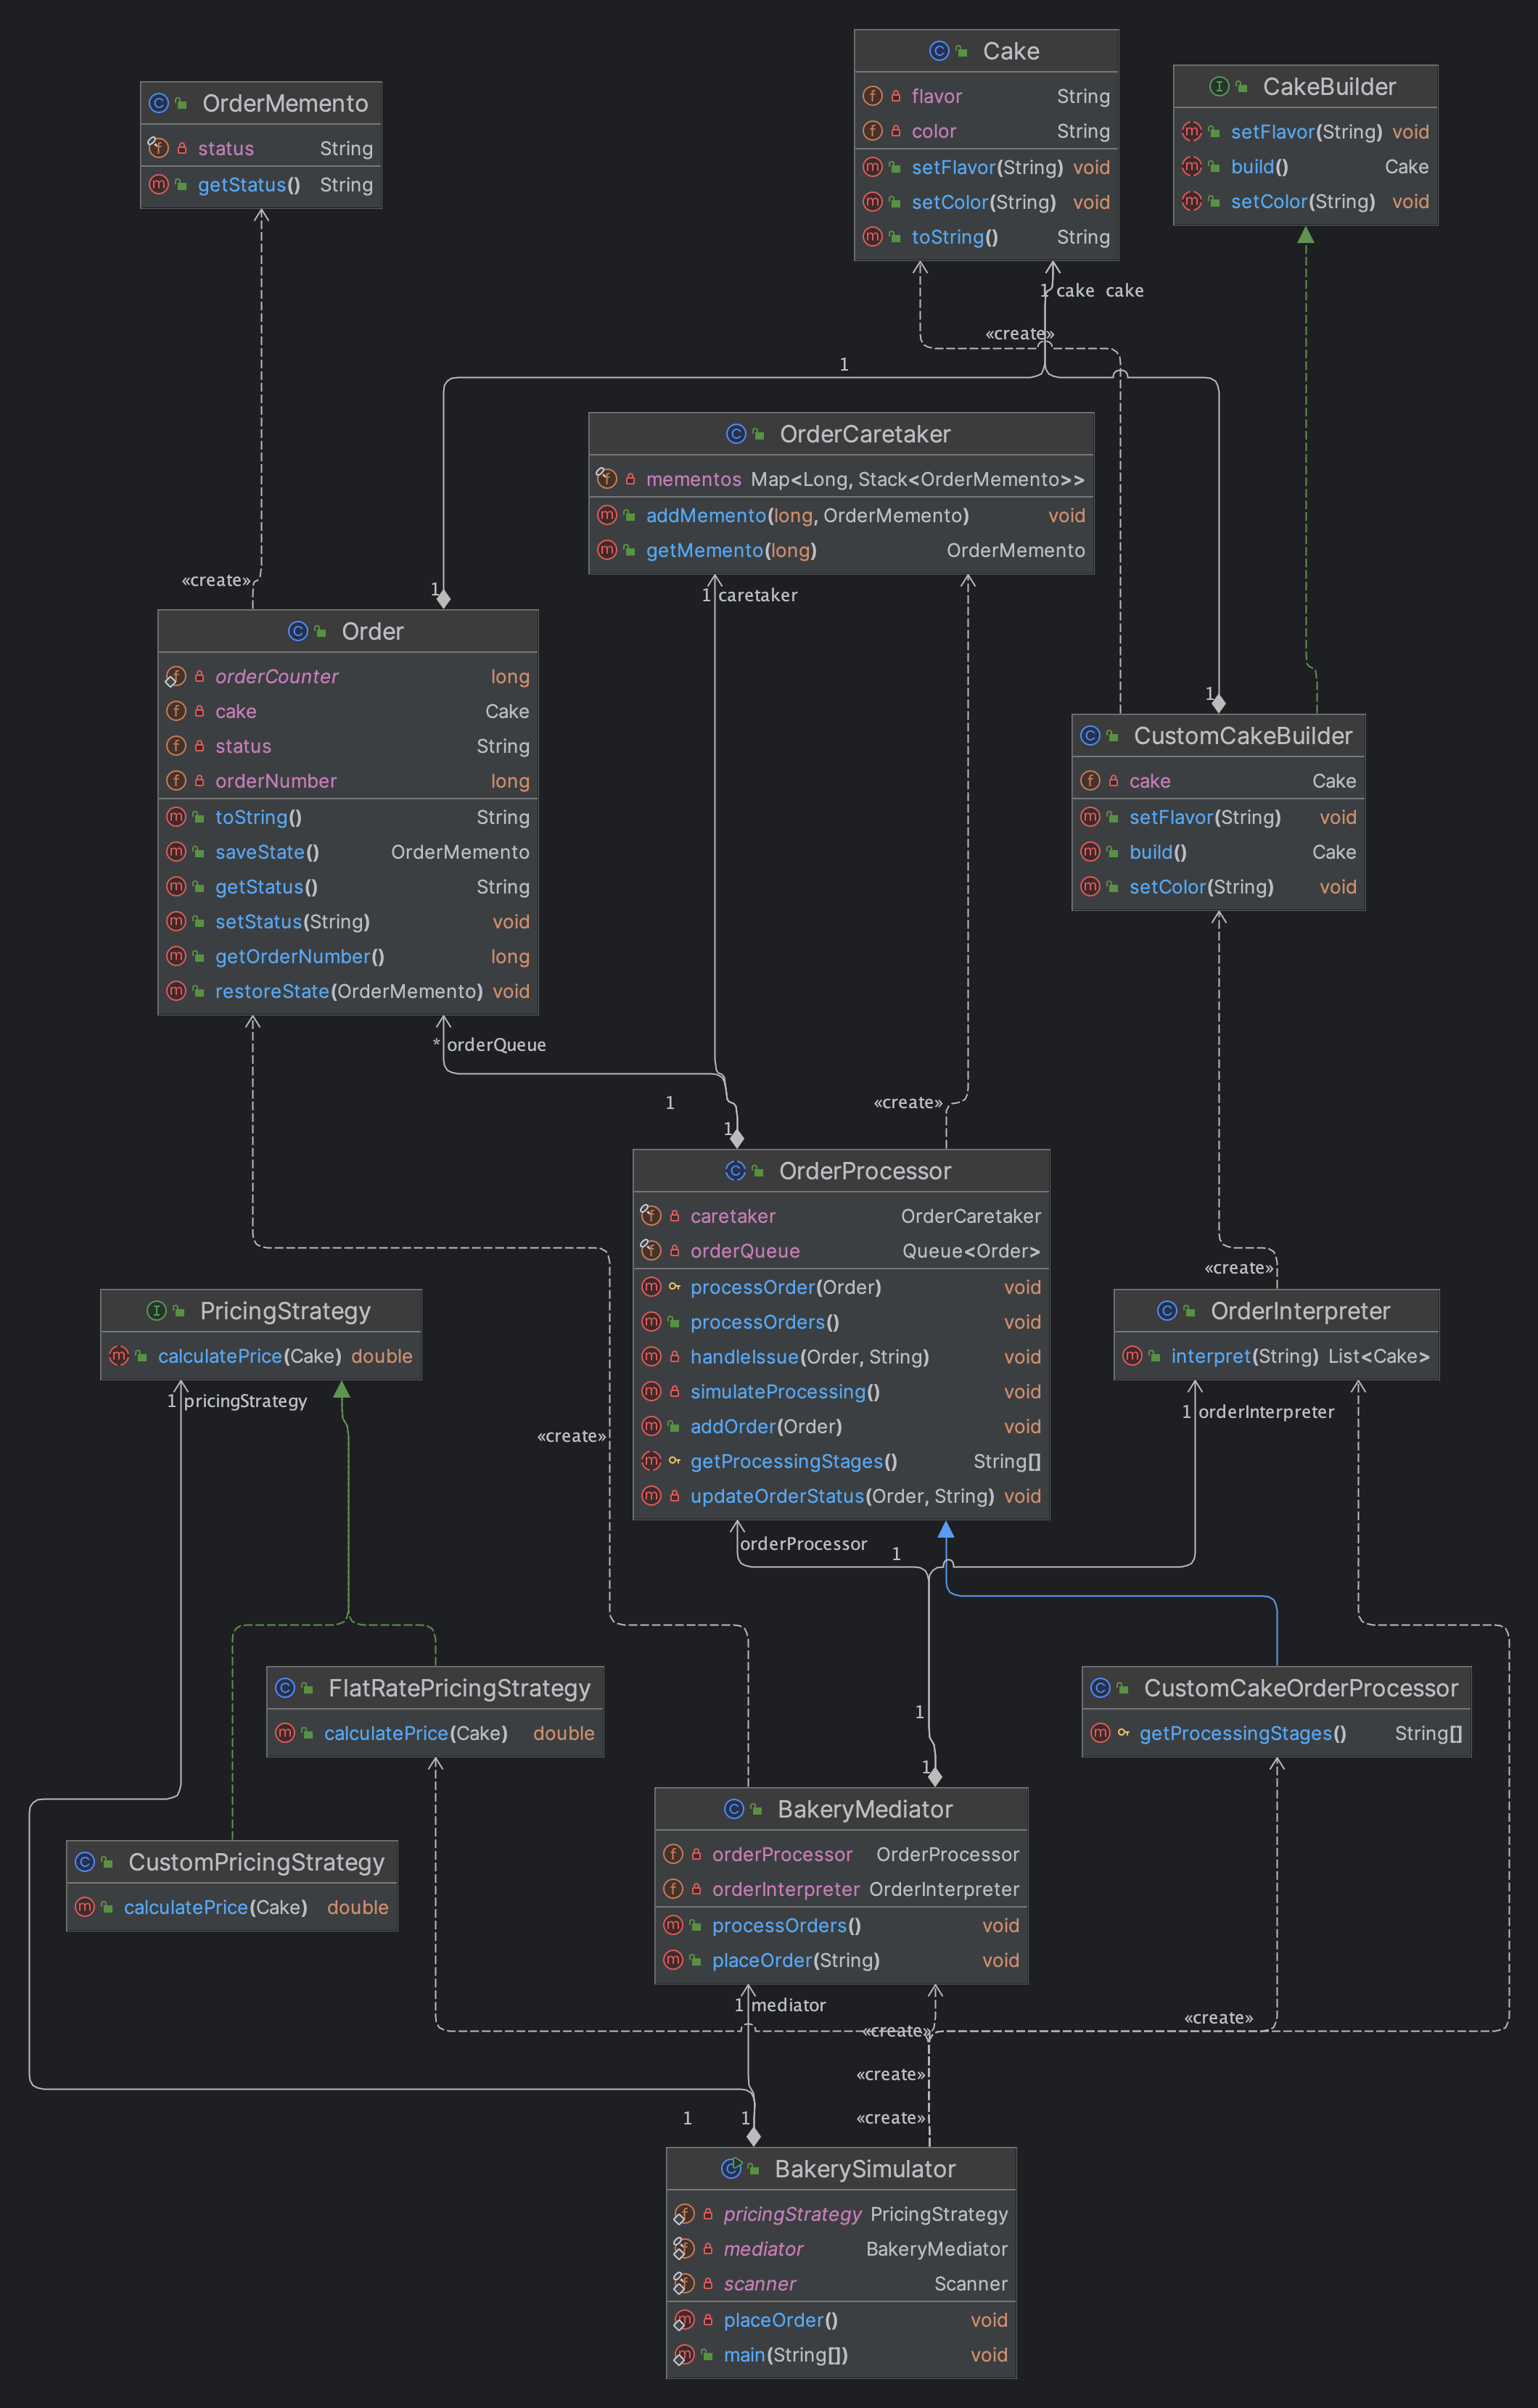 Cake
flavor String
color String
setFlavor(String) void
setColor(String) void
toString() String
CakeBuilder
setFlavor(String) void
build() Cake
setColor(String) void
OrderMemento
status String
getStatus() String
1 cake cake
«create»
1
OrderCaretaker
mementos Map<Long, Stack<OrderMemento>>
addMemento(long, OrderMemento) void
getMemento(long) OrderMemento
«create»
1
1 caretaker
Order
orderCounter long
cake Cake
status String
orderNumber long
toString() String
saveState() OrderMemento
getStatus() String
setStatus(String) void
getOrderNumber() long
restoreState(OrderMemento) void
1
CustomCakeBuilder
cake Cake
setFlavor(String) void
build() Cake
setColor(String) void
* orderQueue
1
«create»
1
OrderProcessor
caretaker OrderCaretaker
orderQueue Queue<Order>
processOrder(Order) void
processOrders() void
handleIssue(Order, String) void
simulateProcessing() void
addOrder(Order) void
getProcessingStages() String[]
updateOrderStatus(Order, String) void
«create»
PricingStrategy
calculatePrice(Cake) double
OrderInterpreter
interpret(String) List<Cake>
1 pricingStrategy
1 orderInterpreter
«create»
orderProcessor
1
FlatRatePricingStrategy
calculatePrice(Cake) double
CustomCakeOrderProcessor
getProcessingStages() String[]
1
1
BakeryMediator
orderProcessor OrderProcessor
orderInterpreter OrderInterpreter
processOrders() void
placeOrder(String) void
CustomPricingStrategy
calculatePrice(Cake) double
1 mediator
«create»
«create»
«create»
«create»
1
1
BakerySimulator
pricingStrategy PricingStrategy
mediator BakeryMediator
scanner Scanner
placeOrder() void
main(String[]) void